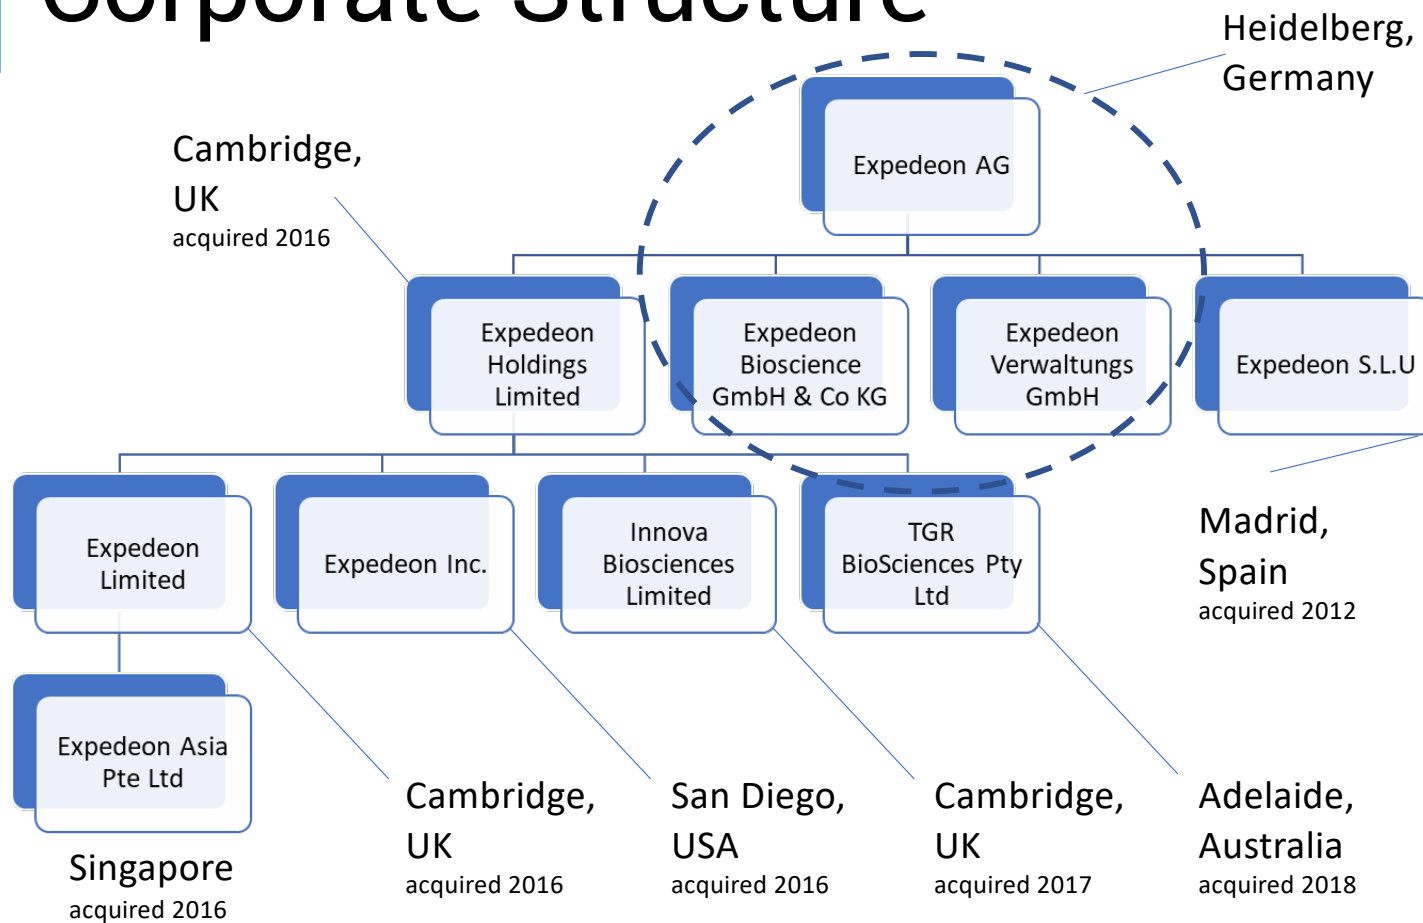 Corporate Structure
Heidelberg,
Germany
Cambridge,
UK
acquired 2016
Expedeon AG
Expedeon
Holdings
Limited
Expedeon
Bioscience
GmbH & Co KG
Expedeon
Verwaltungs
GmbH
Expedeon S.L.U
Madrid,
Spain
acquired 2012
Expedeon
Limited
Expedeon Inc.
Innova
Biosciences
Limited
TGR
BioSciences Pty
Ltd
Expedeon Asia
Pte Ltd
Singapore
acquired 2016
Cambridge,
UK
acquired 2016
San Diego,
USA
acquired 2016
Cambridge,
UK
acquired 2017
Adelaide,
Australia
acquired 2018